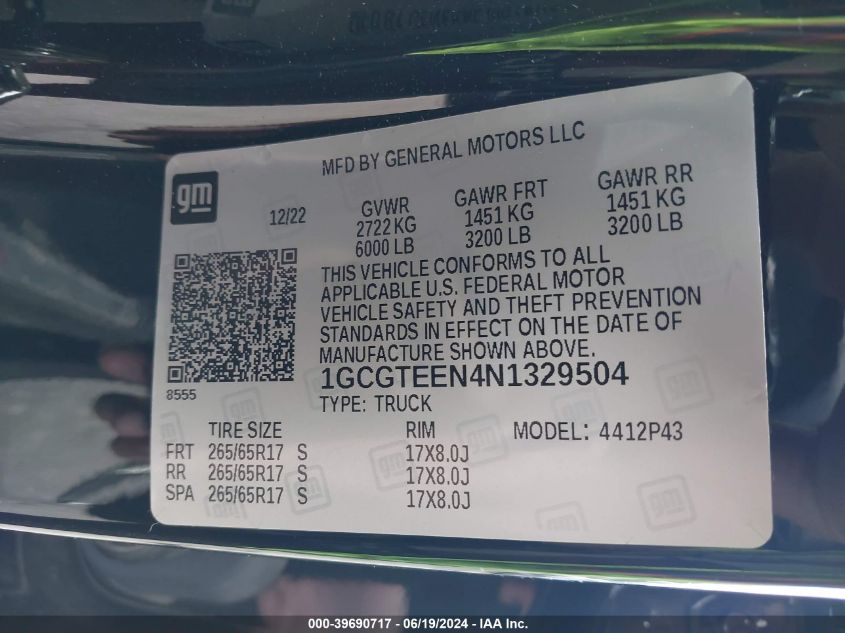 MFD BY GENERAL MOTORS LLC
gm
12/22
GVWR
2722 KG
6000 LB
GAWR FRT
1451 KG
3200 LB
GAWR RR
1451 KG
3200 LB
THIS VEHICLE CONFORMS TO ALL
APPLICABLE U.S. FEDERAL MOTOR
VEHICLE SAFETY AND THEFT PREVENTION
STANDARDS IN EFFECT ON THE DATE OF
MANUFACTURE SHOWN ABOVE.
8555
1GCGTEEN4N1329504
TYPE: TRUCK
TIRE SIZE RIM MODEL: 4412P43
FRT 265/65R17 S 17X8.0J
RR 265/65R17 S 17X8.0J
SPA 265/65R17 S 17X8.0J
000-39690717 - 06/19/2024 - IAA Inc.